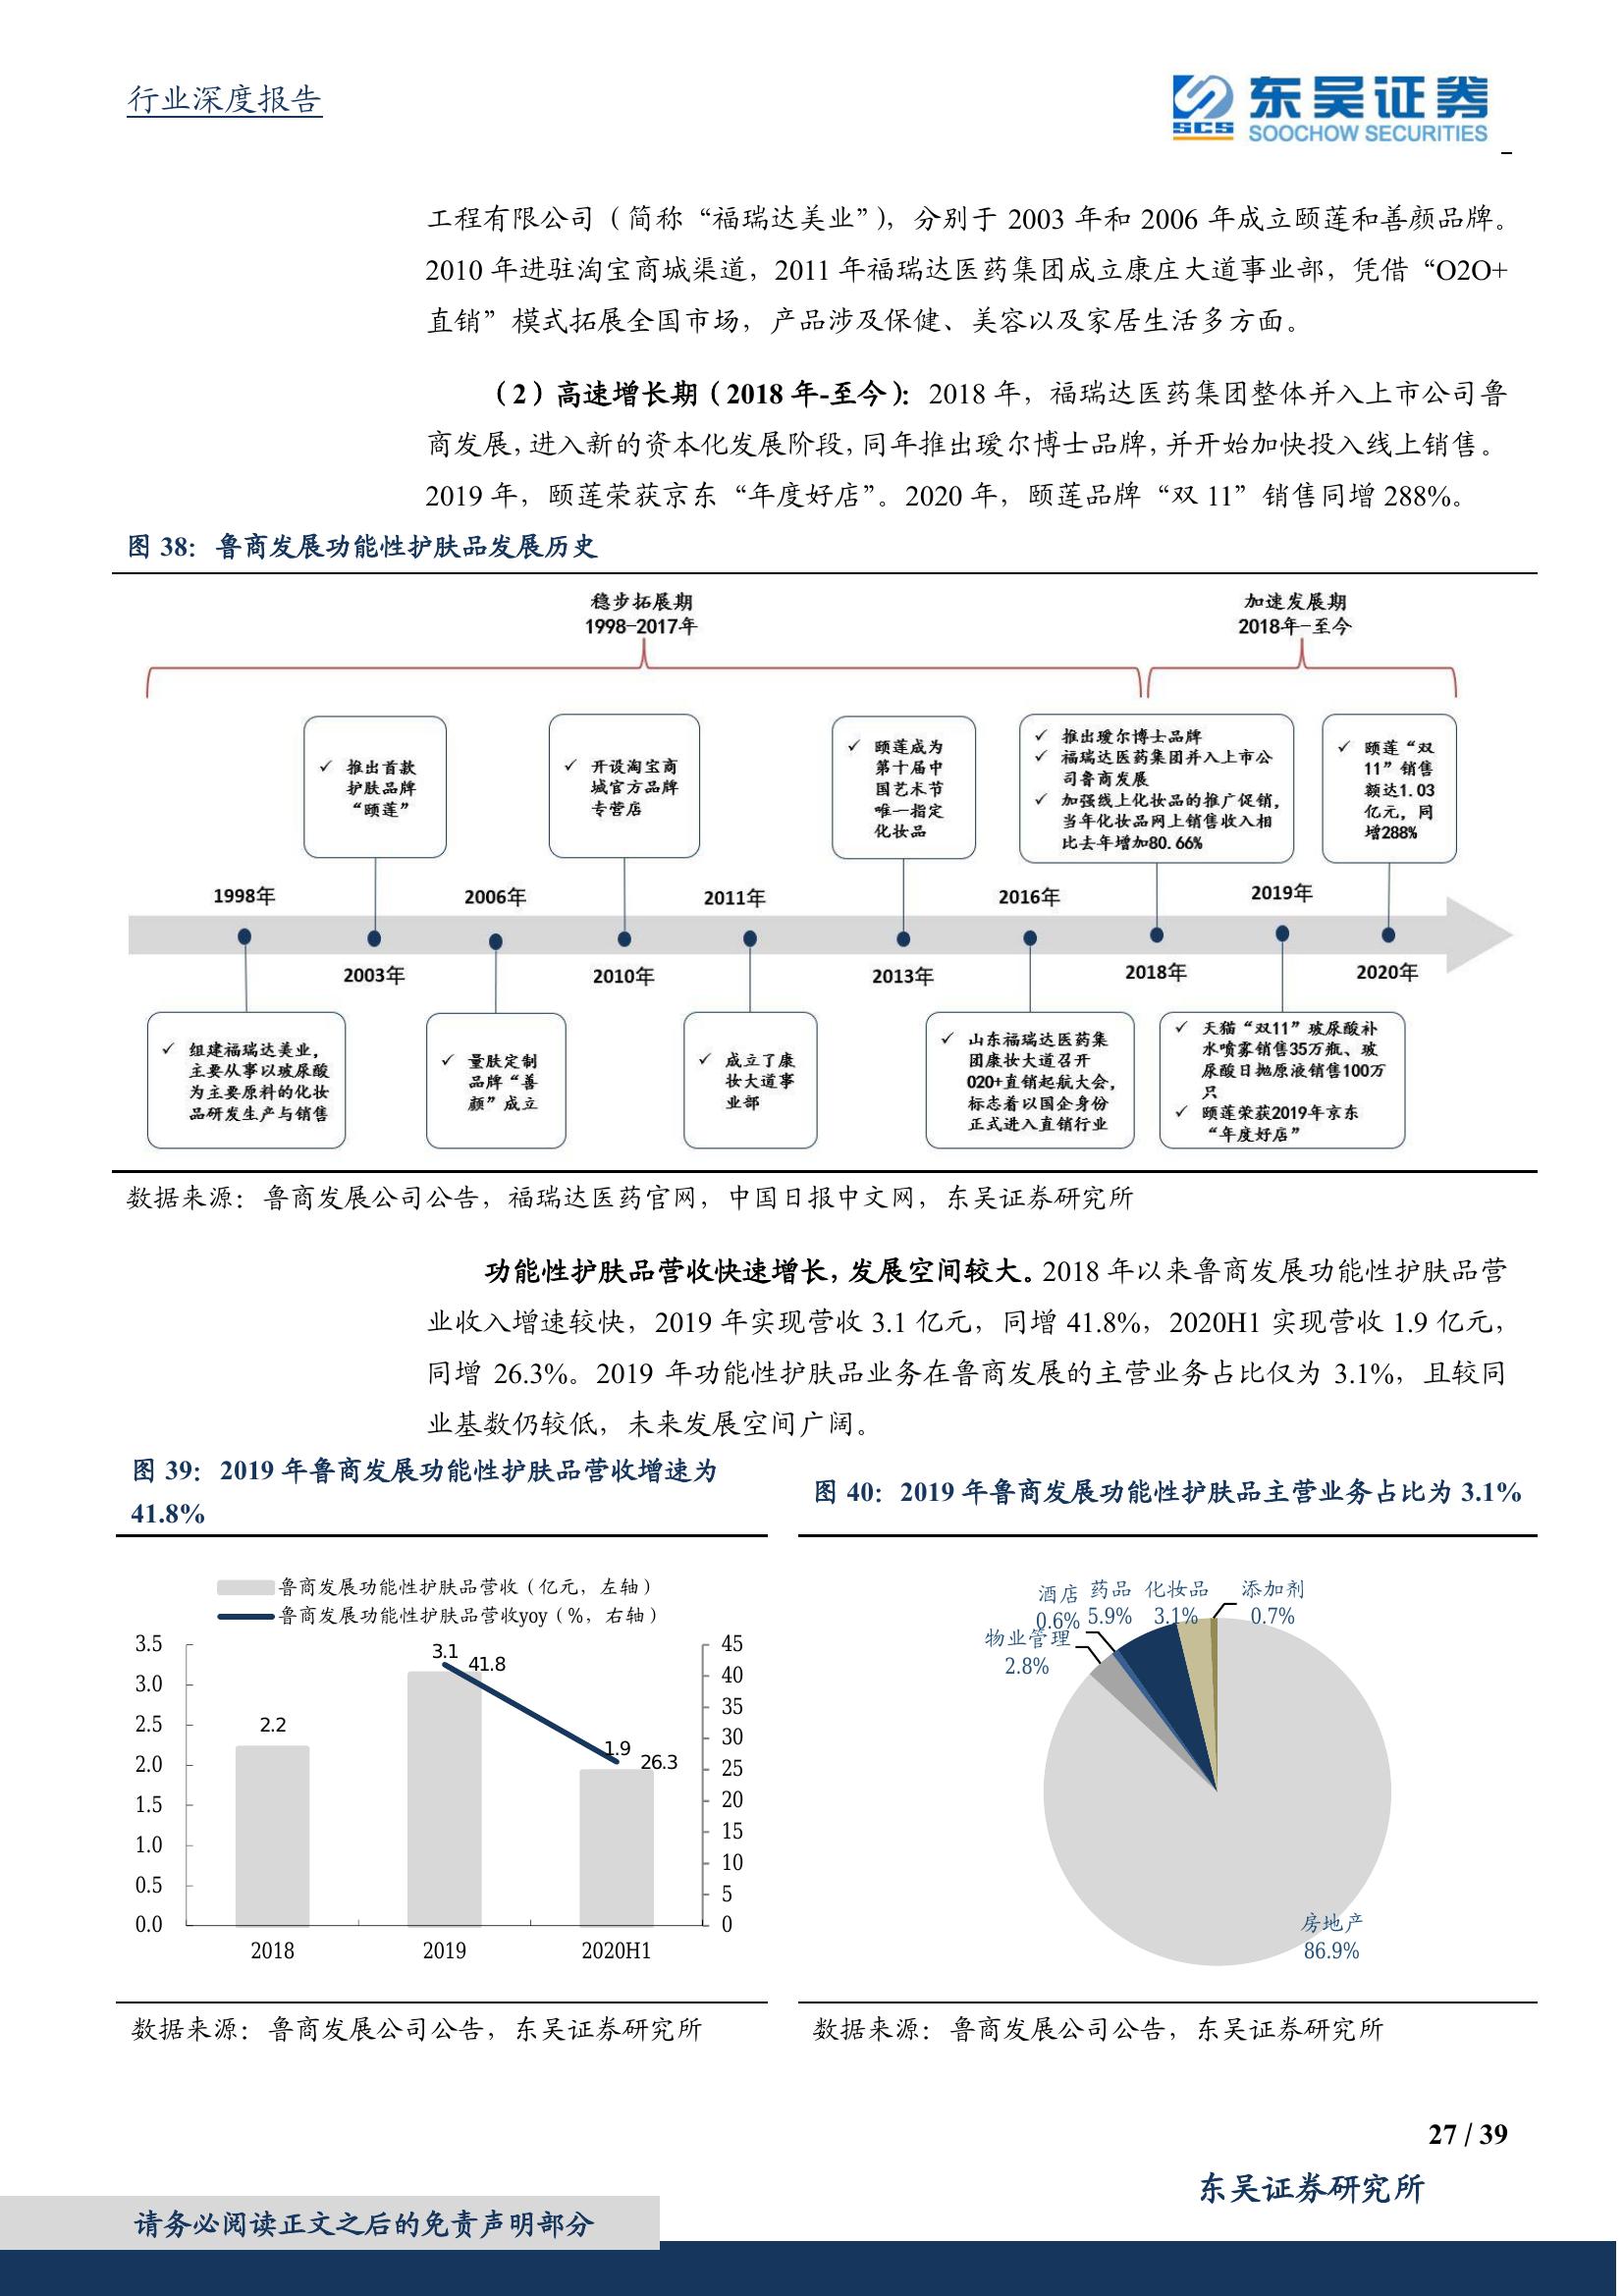 行业深度报告
SCS
东吴证券
SOOCHOW SECURITIES
工程有限公司（简称“福瑞达美业”），分别于 2003 年和 2006 年成立颐莲和善颜品牌。
2010 年进驻淘宝商城渠道，2011 年福瑞达医药集团成立康庄大道事业部，凭借“O2O+
直销”模式拓展全国市场，产品涉及保健、美容以及家居生活多方面。
（2）高速增长期（2018 年-至今）：2018 年，福瑞达医药集团整体并入上市公司鲁
商发展，进入新的资本化发展阶段，同年推出瑷尔博士品牌，并开始加快投入线上销售。
2019 年，颐莲荣获京东“年度好店”。2020 年，颐莲品牌“双 11”销售同增 288%。
图 38：鲁商发展功能性护肤品发展历史
稳步拓展期
1998-2017年
加速发展期
2018年-至今
✓ 推出首款
护肤品牌
“颐莲”
✓ 开设淘宝商
城官方品牌
专营店
✓ 颐莲成为
第十届中
国艺术节
唯一指定
化妆品
✓ 推出瑷尔博士品牌
✓ 福瑞达医药集团并入上市公
司鲁商发展
✓ 加强线上化妆品的推广促销，
当年化妆品网上销售收入相
比去年增加80.66%
✓ 颐莲“双
11”销售
额达1.03
亿元，同
增288%
1998年
2006年
2011年
2016年
2019年
2003年
2010年
2013年
2018年
2020年
✓ 组建福瑞达美业，
主要从事以玻尿酸
为主要原料的化妆
品研发生产与销售
✓ 量肤定制
品牌“善
颜”成立
✓ 成立了康
妆大道事
业部
✓ 山东福瑞达医药集
团康妆大道召开
O2O+直销起航大会，
标志着以国企身份
正式进入直销行业
✓ 天猫“双11”玻尿酸补
水喷雾销售35万瓶、玻
尿酸日抛原液销售100万
只
✓ 颐莲荣获2019年京东
“年度好店”
数据来源：鲁商发展公司公告，福瑞达医药官网，中国日报中文网，东吴证券研究所
功能性护肤品营收快速增长，发展空间较大。2018 年以来鲁商发展功能性护肤品营
业收入增速较快，2019 年实现营收 3.1 亿元，同增 41.8%，2020H1 实现营收 1.9 亿元，
同增 26.3%。2019 年功能性护肤品业务在鲁商发展的主营业务占比仅为 3.1%，且较同
业基数仍较低，未来发展空间广阔。
图 39：2019 年鲁商发展功能性护肤品营收增速为
41.8%
鲁商发展功能性护肤品营收（亿元，左轴）
鲁商发展功能性护肤品营收yoy（%，右轴）
3.5
3.0
2.5
2.0
1.5
1.0
0.5
0.0
2.2
3.1
41.8
1.9
26.3
45
40
35
30
25
20
15
10
5
0
2018
2019
2020H1
数据来源：鲁商发展公司公告，东吴证券研究所
图 40：2019 年鲁商发展功能性护肤品主营业务占比为 3.1%
酒店
0.6%
药品
5.9%
化妆品
3.1%
添加剂
0.7%
物业管理
2.8%
房地产
86.9%
数据来源：鲁商发展公司公告，东吴证券研究所
27 / 39
东吴证券研究所
请务必阅读正文之后的免责声明部分